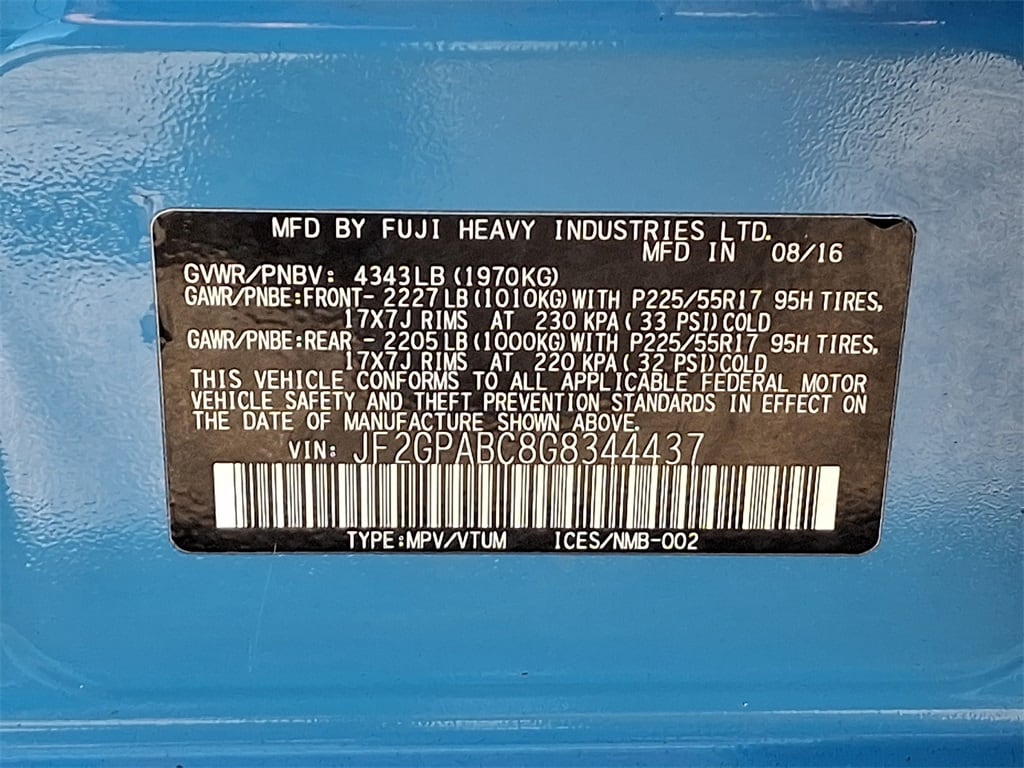 MFD BY FUJI HEAVY INDUSTRIES LTD.
MFD IN 08/16
GVWR/PNBV: 4343LB (1970KG)
GAWR/PNBE:FRONT- 2227 LB (1010KG) WITH P225/55R17 95H TIRES,
17X7J RIMS AT 230 KPA( 33 PSI) COLD
GAWR/PNBE:REAR - 2205 LB (1000KG) WITH P225/55R17 95H TIRES,
17X7J RIMS AT 220 KPA( 32 PSI) COLD
THIS VEHICLE CONFORMS TO ALL APPLICABLE FEDERAL MOTOR
VEHICLE SAFETY AND THEFT PREVENTION STANDARDS IN EFFECT ON
THE DATE OF MANUFACTURE SHOWN ABOVE.
VIN: JF2GPABC8G8344437
TYPE:MPV/VTUM ICES/NMB-002